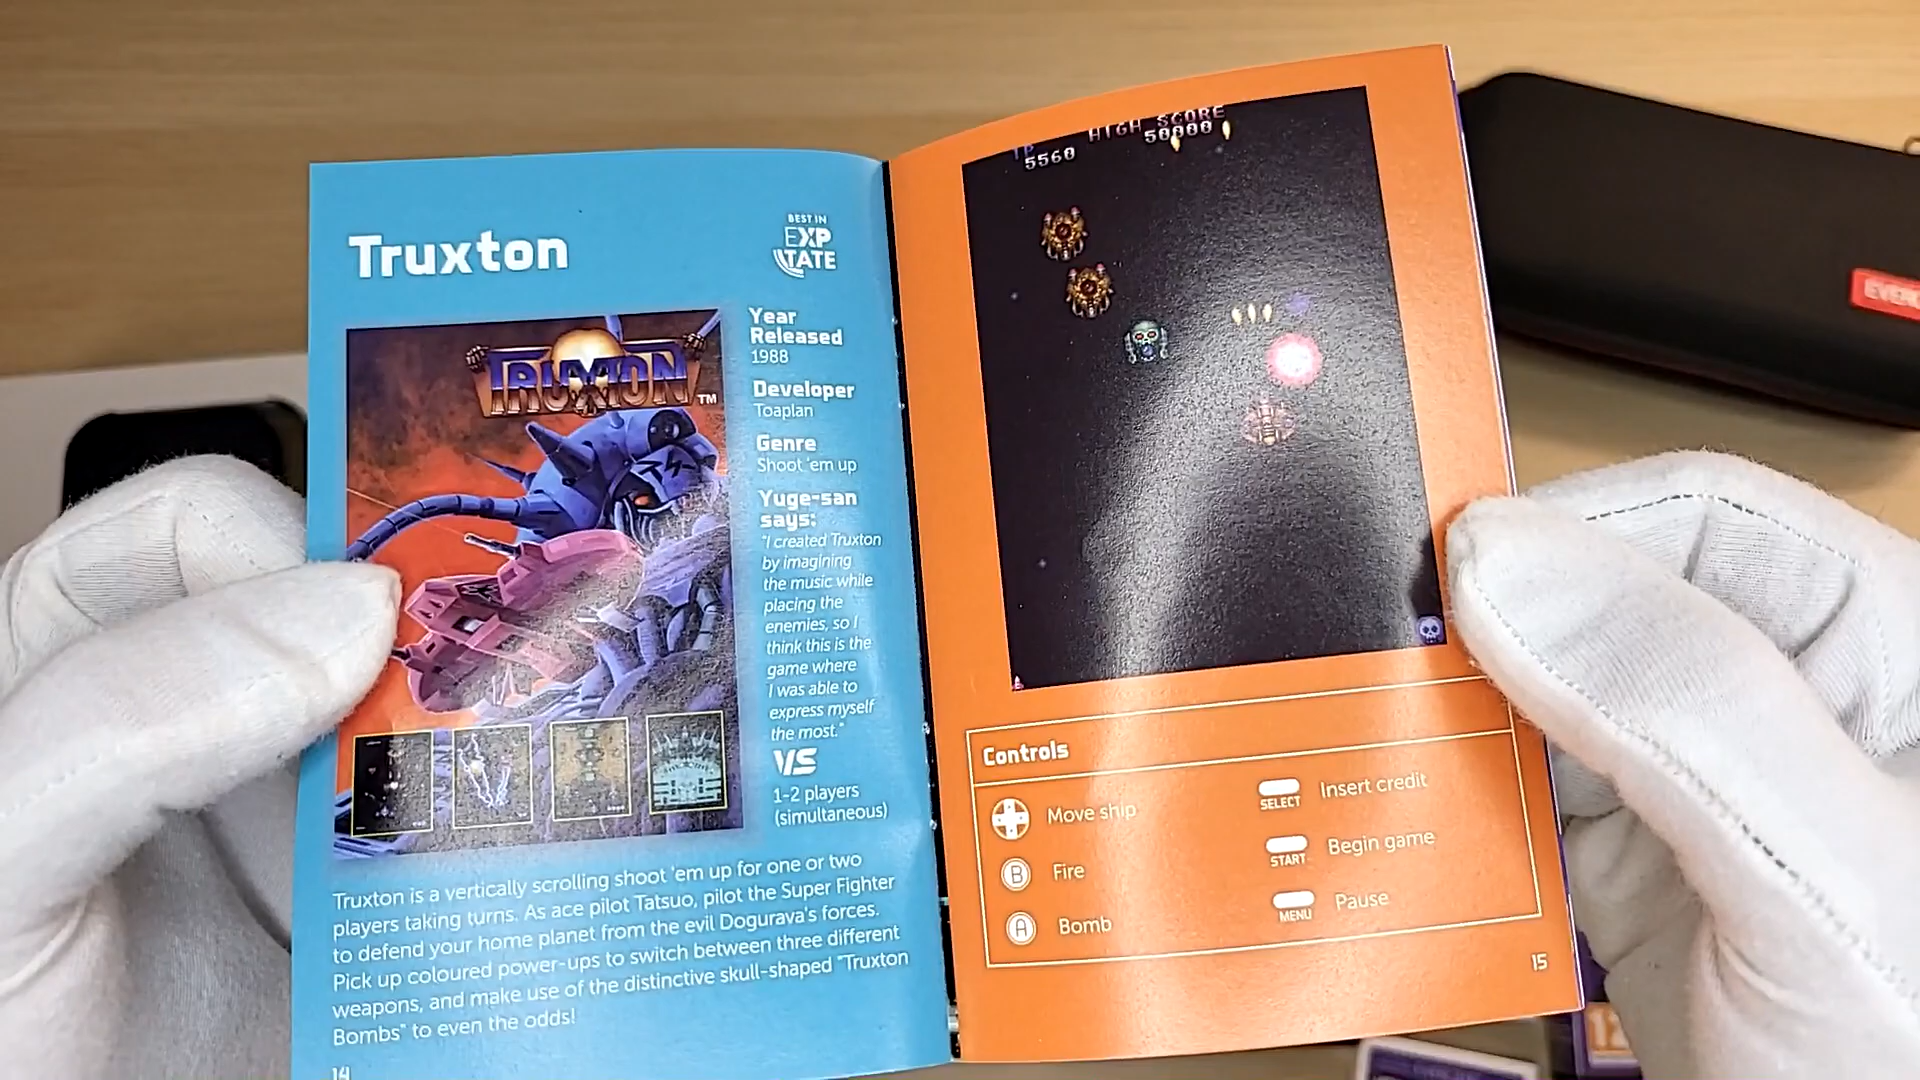 Truxton
BEST IN
EXP
TATE
TRUXTON™
Year
Released
1988
Developer
Toaplan
Genre
Shoot 'em up
Yuge-san
says:
"I created Truxton
by imagining
the music while
placing the
enemies, so I
think this is the
game where
I was able to
express myself
the most."
VS
1-2 players
(simultaneous)
Truxton is a vertically scrolling shoot 'em up for one or two
players taking turns. As ace pilot Tatsuo, pilot the Super Fighter
to defend your home planet from the evil Dogurava's forces.
Pick up coloured power-ups to switch between three different
weapons, and make use of the distinctive skull-shaped "Truxton
Bombs" to even the odds!
14
HIGH SCORE
50000
5560
Controls
Move ship
B Fire
A Bomb
SELECT Insert credit
START Begin game
MENU Pause
15
12